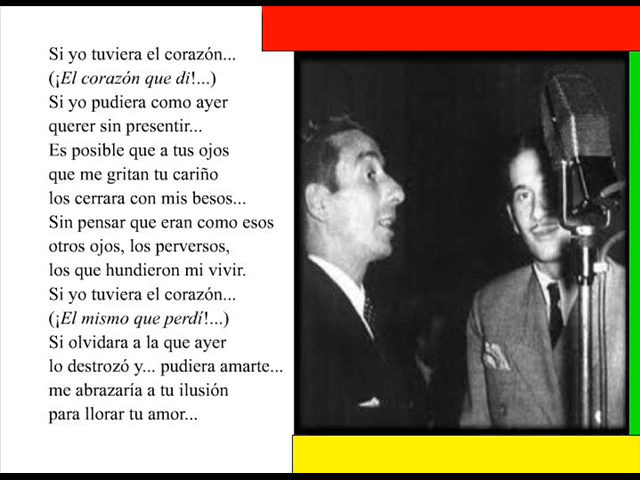 Si yo tuviera el corazón...
(¡El corazón que di!...)
Si yo pudiera como ayer
querer sin presentir...
Es posible que a tus ojos
que me gritan tu cariño
los cerrara con mis besos...
Sin pensar que eran como esos
otros ojos, los perversos,
los que hundieron mi vivir.
Si yo tuviera el corazón...
(¡El mismo que perdí!...)
Si olvidara a la que ayer
lo destrozó y... pudiera amarte...
me abrazaría a tu ilusión
para llorar tu amor...